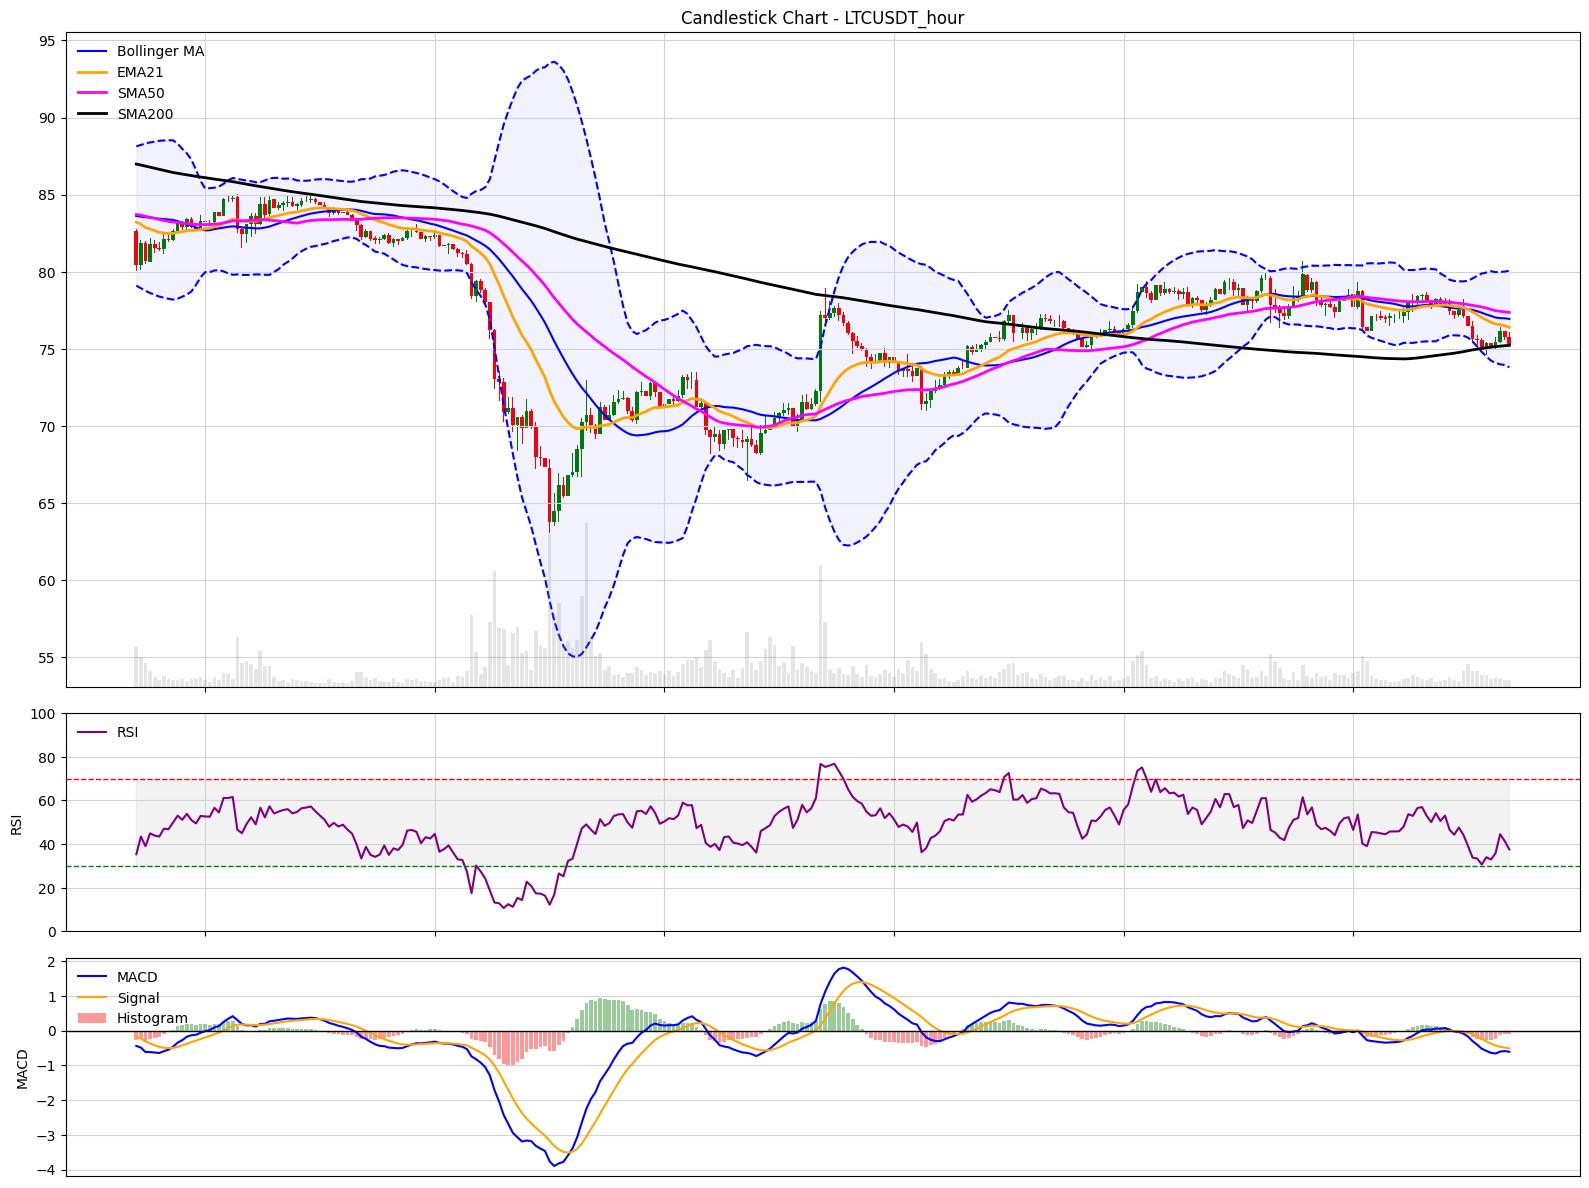 Candlestick Chart - LTCUSDT_hour
95
90
85
80
75
70
65
60
55
Bollinger MA
EMA21
SMA50
SMA200
100
80
60
40
20
0
RSI
RSI
2
1
0
−1
−2
−3
−4
MACD
MACD
Signal
Histogram